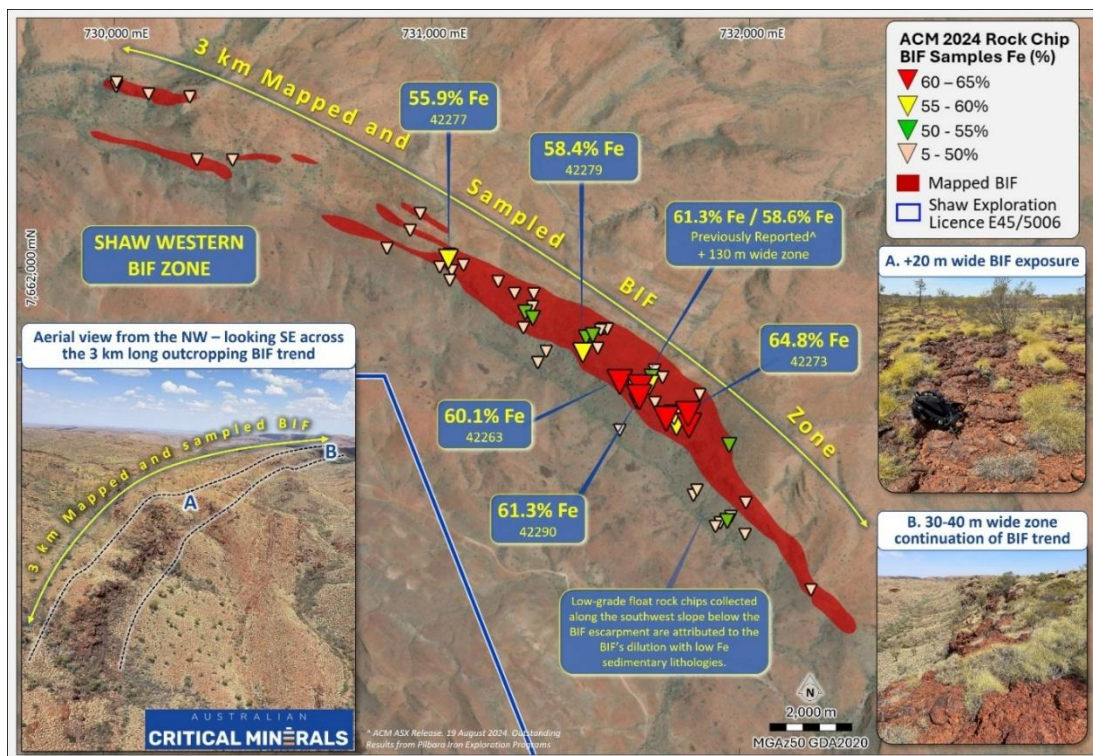 730,000 mE
731,000 mE
732,000 mE
7,662,000 mN
3 km Mapped and Sampled BIF Zone
55.9% Fe
42277
58.4% Fe
42279
61.3% Fe / 58.6% Fe
Previously Reported^
+ 130 m wide zone
64.8% Fe
42273
60.1% Fe
42263
61.3% Fe
42290
SHAW WESTERN
BIF ZONE
Low-grade float rock chips collected
along the southwest slope below the
BIF escarpment are attributed to the
BIF's dilution with low Fe
sedimentary lithologies.
ACM 2024 Rock Chip
BIF Samples Fe (%)
60 – 65%
55 – 60%
50 – 55%
5 - 50%
Mapped BIF
Shaw Exploration
Licence E45/5006
A. +20 m wide BIF exposure
B. 30-40 m wide zone
continuation of BIF trend
Aerial view from the NW – looking SE across
the 3 km long outcropping BIF trend
3 km Mapped and sampled BIF
A
B
AUSTRALIAN
CRITICAL MINERALS
^ ACM ASX Release. 19 August 2024. Outstanding
Results from Pilbara Iron Exploration Programs
N
2,000 m
MGAz50 GDA2020